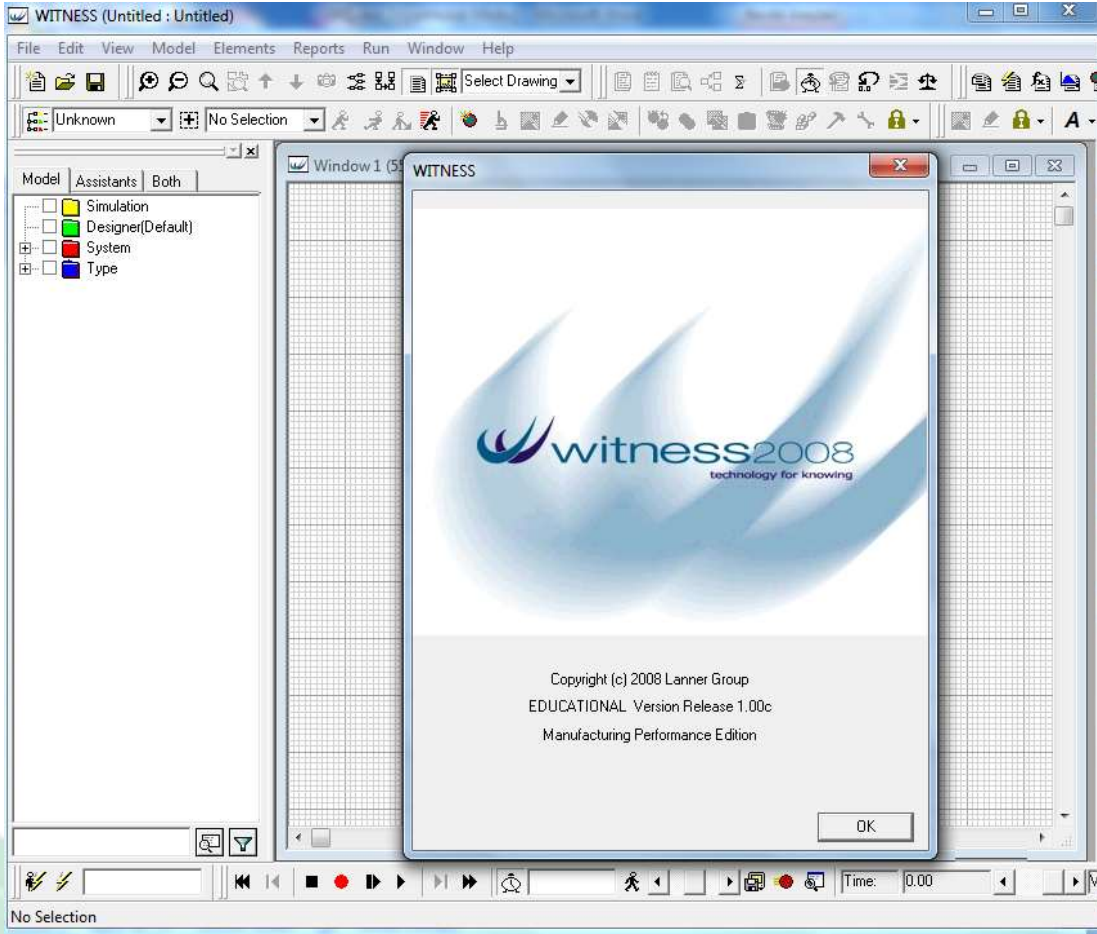 WITNESS (Untitled : Untitled)
File Edit View Model Elements Reports Run Window Help
Select Drawing
Unknown No Selection A
Window 1 (55
WITNESS
Model Assistants Both
Simulation
Designer(Default)
System
Type
witness2008
technology for knowing
Copyright (c) 2008 Lanner Group
EDUCATIONAL Version Release 1.00c
Manufacturing Performance Edition
OK
Time: 0.00
No Selection